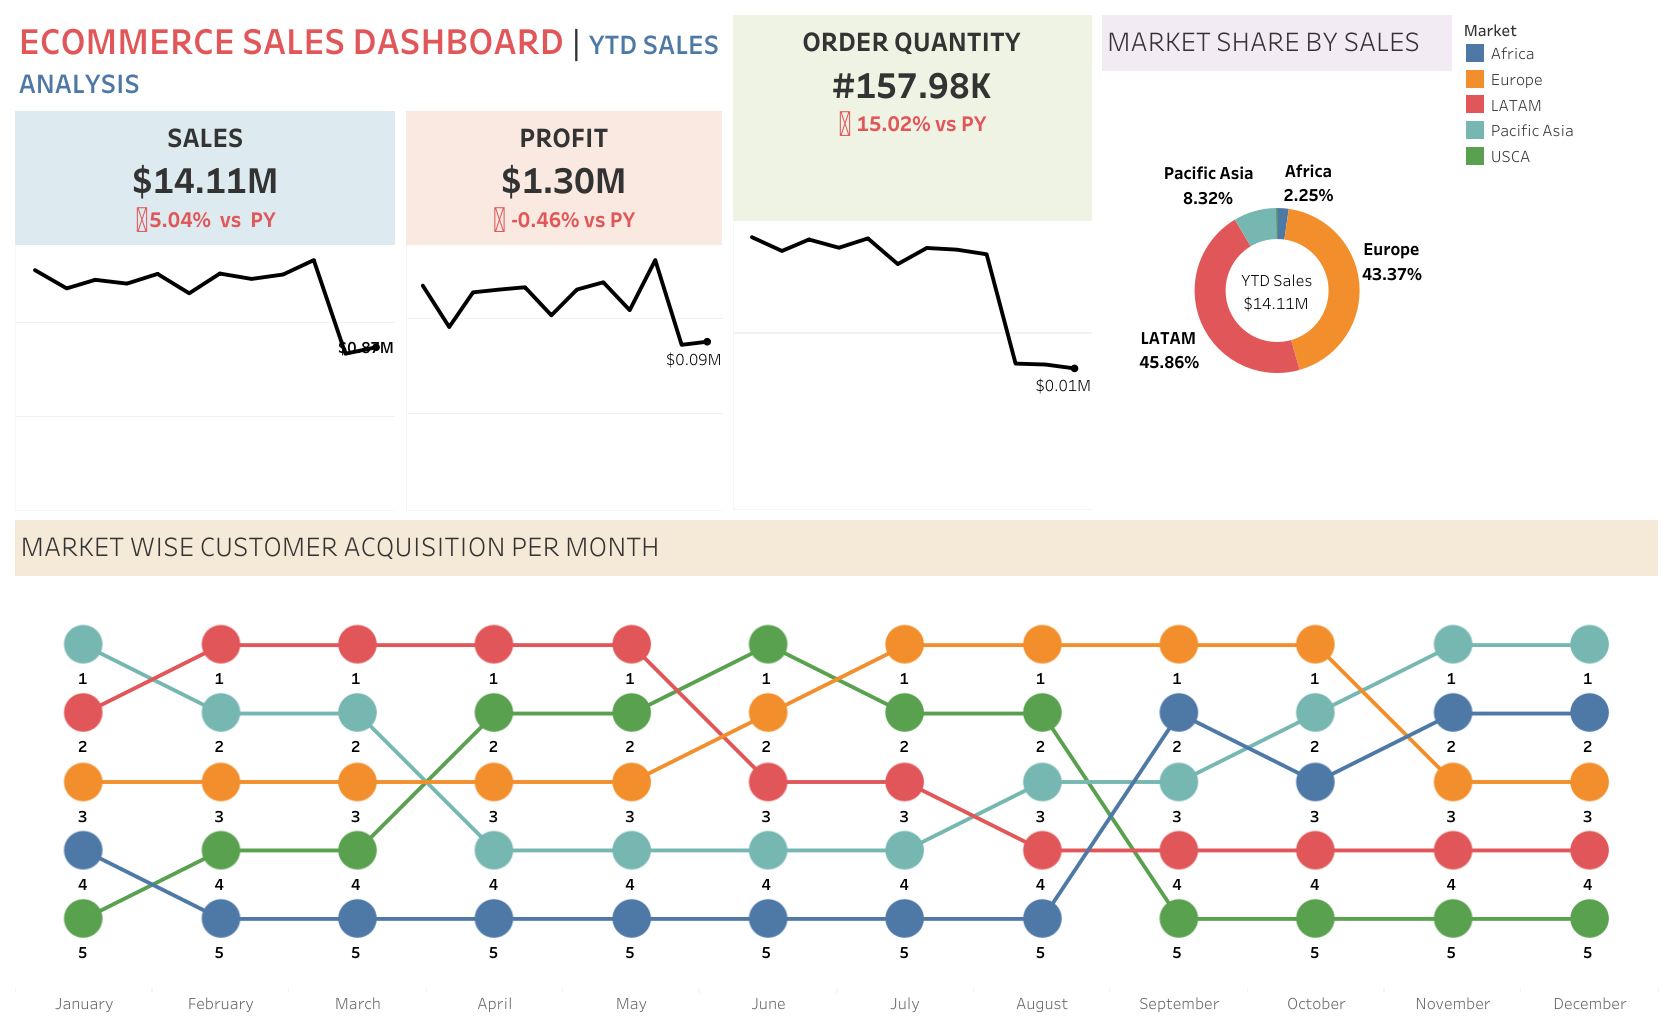 ECOMMERCE SALES DASHBOARD | YTD SALES
ANALYSIS
SALES
$14.11M
5.04% vs PY
$0.87M
PROFIT
$1.30M
-0.46% vs PY
$0.09M
ORDER QUANTITY
#157.98K
15.02% vs PY
$0.01M
MARKET SHARE BY SALES
Pacific Asia
8.32%
Africa
2.25%
Europe
43.37%
YTD Sales
$14.11M
LATAM
45.86%
Market
Africa
Europe
LATAM
Pacific Asia
USCA
MARKET WISE CUSTOMER ACQUISITION PER MONTH
1 1 1 1 1 1 1 1 1 1 1 1
2 2 2 2 2 2 2 2 2 2 2 2
3 3 3 3 3 3 3 3 3 3 3 3
4 4 4 4 4 4 4 4 4 4 4 4
5 5 5 5 5 5 5 5 5 5 5 5
January February March April May June July August September October November December